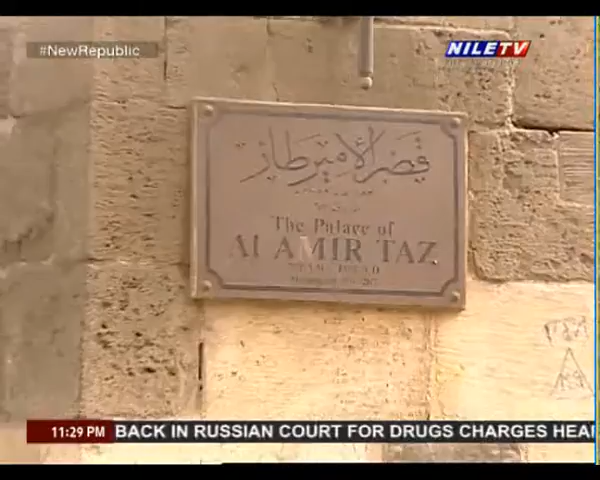 #NewRepublic
NILETV
قصر الأمير طاز
The Palace of
Al AMIR TAZ
11:29 PM BACK IN RUSSIAN COURT FOR DRUGS CHARGES HEA